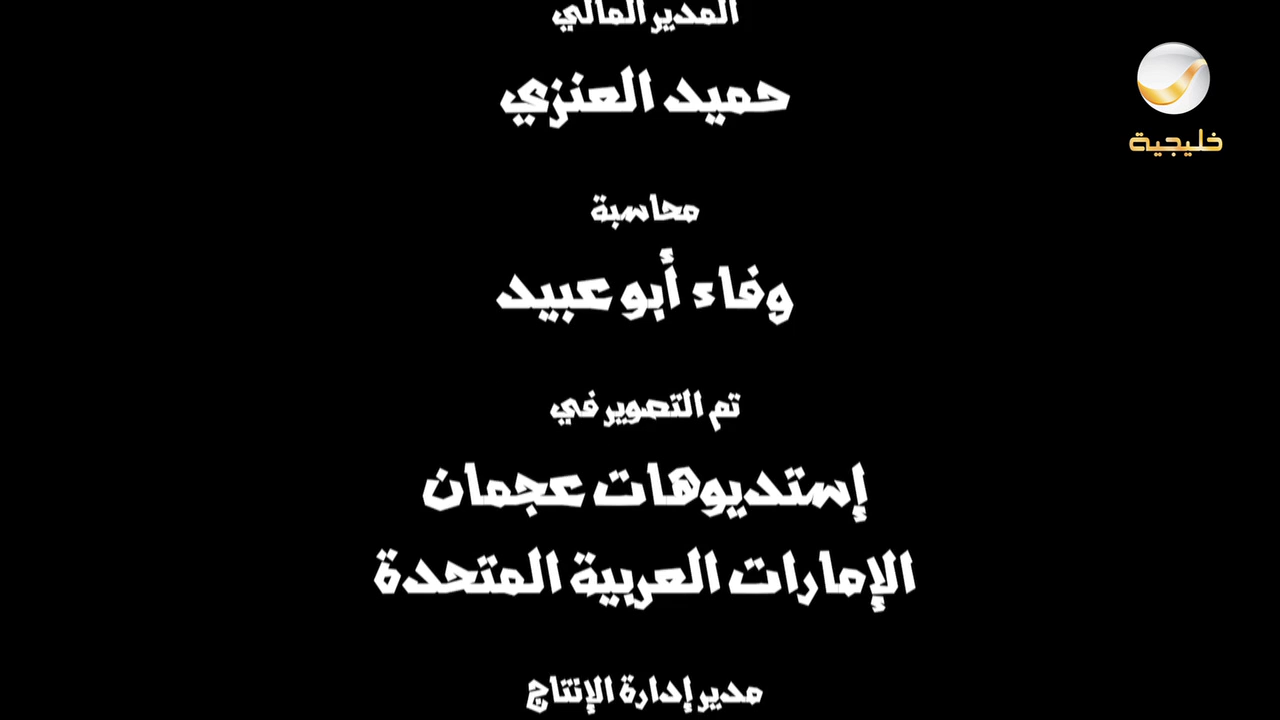 المدير المالي
حميد العنزي
خليجية
محاسبة
وفاء أبو عبيد
تم التصوير في
إستديوهات عجمان
الإمارات العربية المتحدة
مدير إدارة الإنتاج